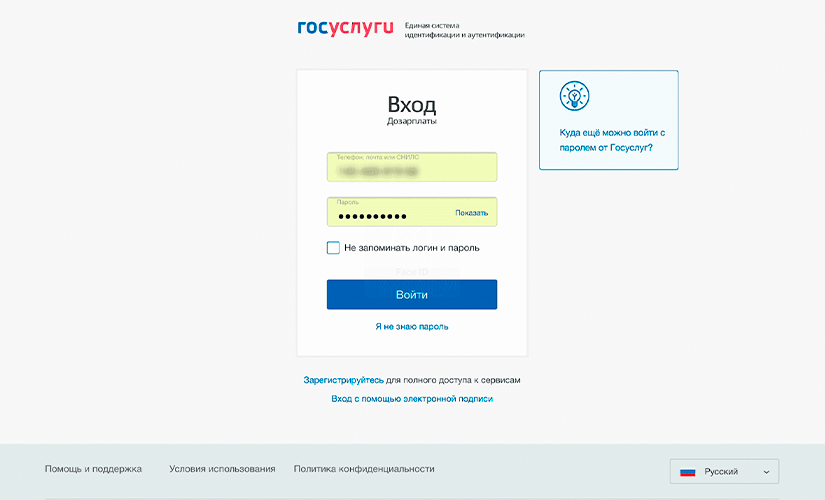 госуслуги
Единая система
идентификации и аутентификации
Вход
Дозарплаты
Телефон, почта или СНИЛС
Пароль
Показать
Не запоминать логин и пароль
Войти
Я не знаю пароль
Куда ещё можно войти с
паролем от Госуслуг?
Зарегистрируйтесь для полного доступа к сервисам
Вход с помощью электронной подписи
Помощь и поддержка
Условия использования
Политика конфиденциальности
Русский